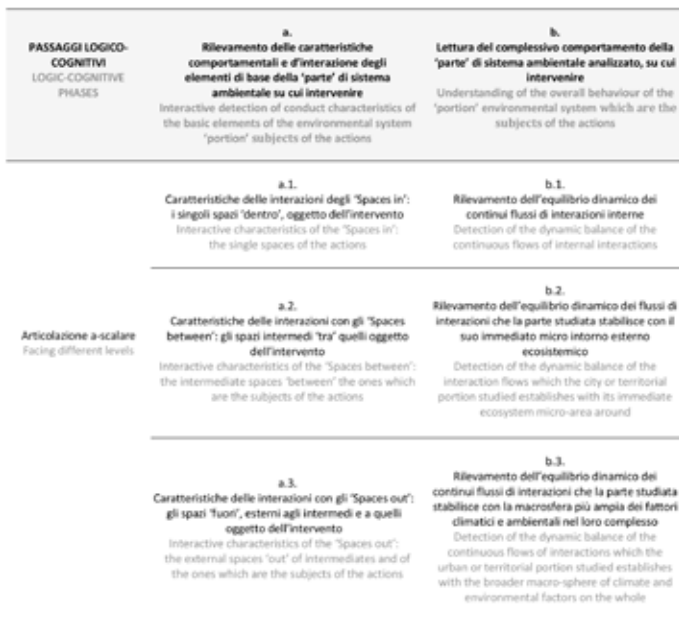 PASSAGGI LOGICO-
COGNITIVI
LOGIC-COGNITIVE
PHASES
a.
Rilevamento delle caratteristiche
comportamentali e d'interazione degli
elementi di base della 'parte' di sistema
ambientale su cui intervenire
Interactive detection of conduct characteristics of
the basic elements of the environmental system
'portion' subjects of the actions
b.
Lettura del complessivo comportamento della
'parte' di sistema ambientale analizzato, su cui
intervenire
Understanding of the overall behaviour of the
'portion' environmental system which are the
subjects of the actions
Articolazione a-scalare
Facing different levels
a.1.
Caratteristiche delle interazioni degli 'Spaces in':
i singoli spazi 'dentro', oggetto dell'intervento
Interactive characteristics of the 'Spaces in':
the single spaces of the actions
b.1.
Rilevamento dell'equilibrio dinamico dei
continui flussi di interazioni interne
Detection of the dynamic balance of the
continuous flows of internal interactions
a.2.
Caratteristiche delle interazioni con gli 'Spaces
between': gli spazi intermedi 'tra' quelli oggetto
dell'intervento
Interactive characteristics of the 'Spaces between':
the intermediate spaces 'between' the ones which
are the subjects of the actions
b.2.
Rilevamento dell'equilibrio dinamico dei flussi di
interazioni che la parte studiata stabilisce con il
suo immediato micro intorno esterno
ecosistemico
Detection of the dynamic balance of the
interaction flows which the city or territorial
portion studied establishes with its immediate
ecosystem micro-area around
a.3.
Caratteristiche delle interazioni con gli 'Spaces out':
gli spazi 'fuori', esterni agli intermedi e a quelli
oggetto dell'intervento
Interactive characteristics of the 'Spaces out':
the external spaces 'out' of intermediates and of
the ones which are the subjects of the actions
b.3.
Rilevamento dell'equilibrio dinamico dei
continui flussi di interazioni che la parte studiata
stabilisce con la macrosfera più ampia dei fattori
climatici e ambientali nel loro complesso
Detection of the dynamic balance of the
continuous flows of interactions which the
urban or territorial portion studied establishes
with the broader macro-sphere of climate and
environmental factors on the whole